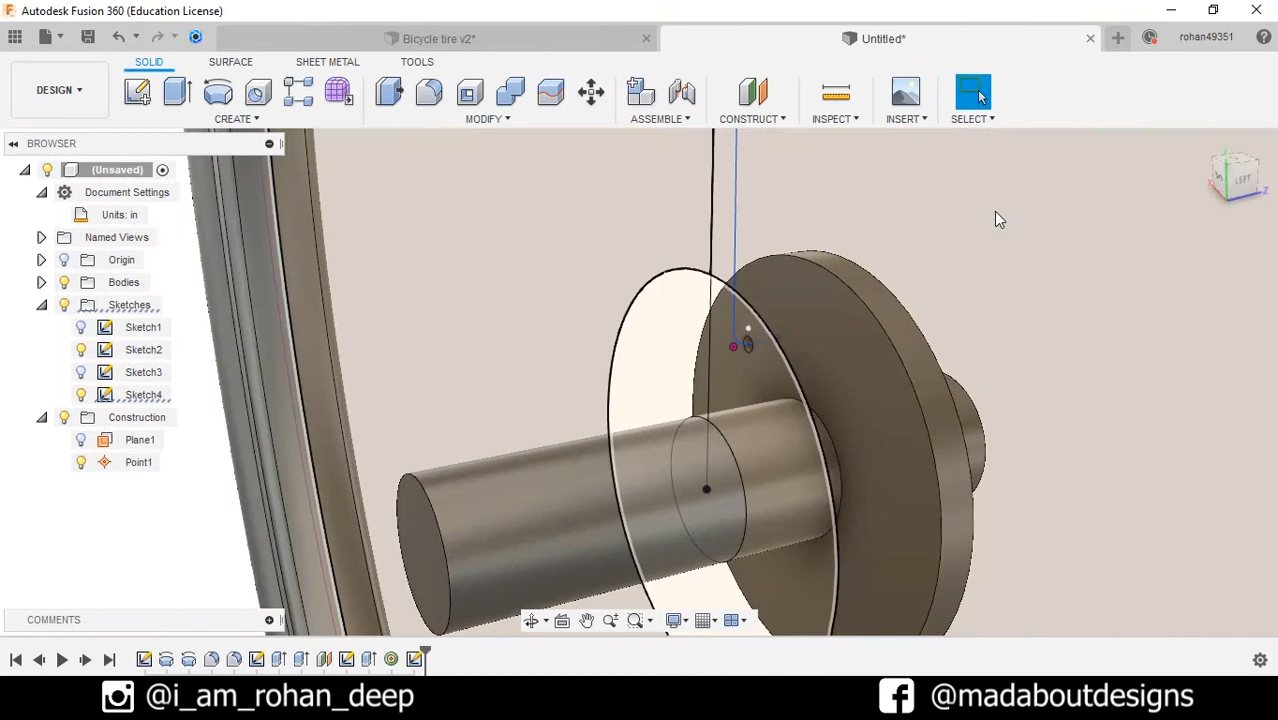 Autodesk Fusion 360 (Education License)
Bicycle tire v2*
Untitled*
rohan49351
SOLID
SURFACE
SHEET METAL
TOOLS
DESIGN
CREATE
MODIFY
ASSEMBLE
CONSTRUCT
INSPECT
INSERT
SELECT
BROWSER
(Unsaved)
Document Settings
Units: in
Named Views
Origin
Bodies
Sketches
Sketch1
Sketch2
Sketch3
Sketch4
Construction
Plane1
Point1
LEFT
X
Z
COMMENTS
@i_am_rohan_deep
@madaboutdesigns